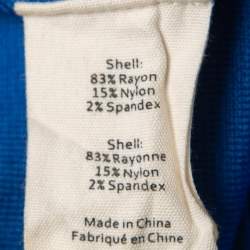 Shell:
83% Rayon
15% Nylon
2% Spandex
Shell:
83% Rayonne
15% Nylon
2% Spandex
Made in China
Fabriqué en Chine